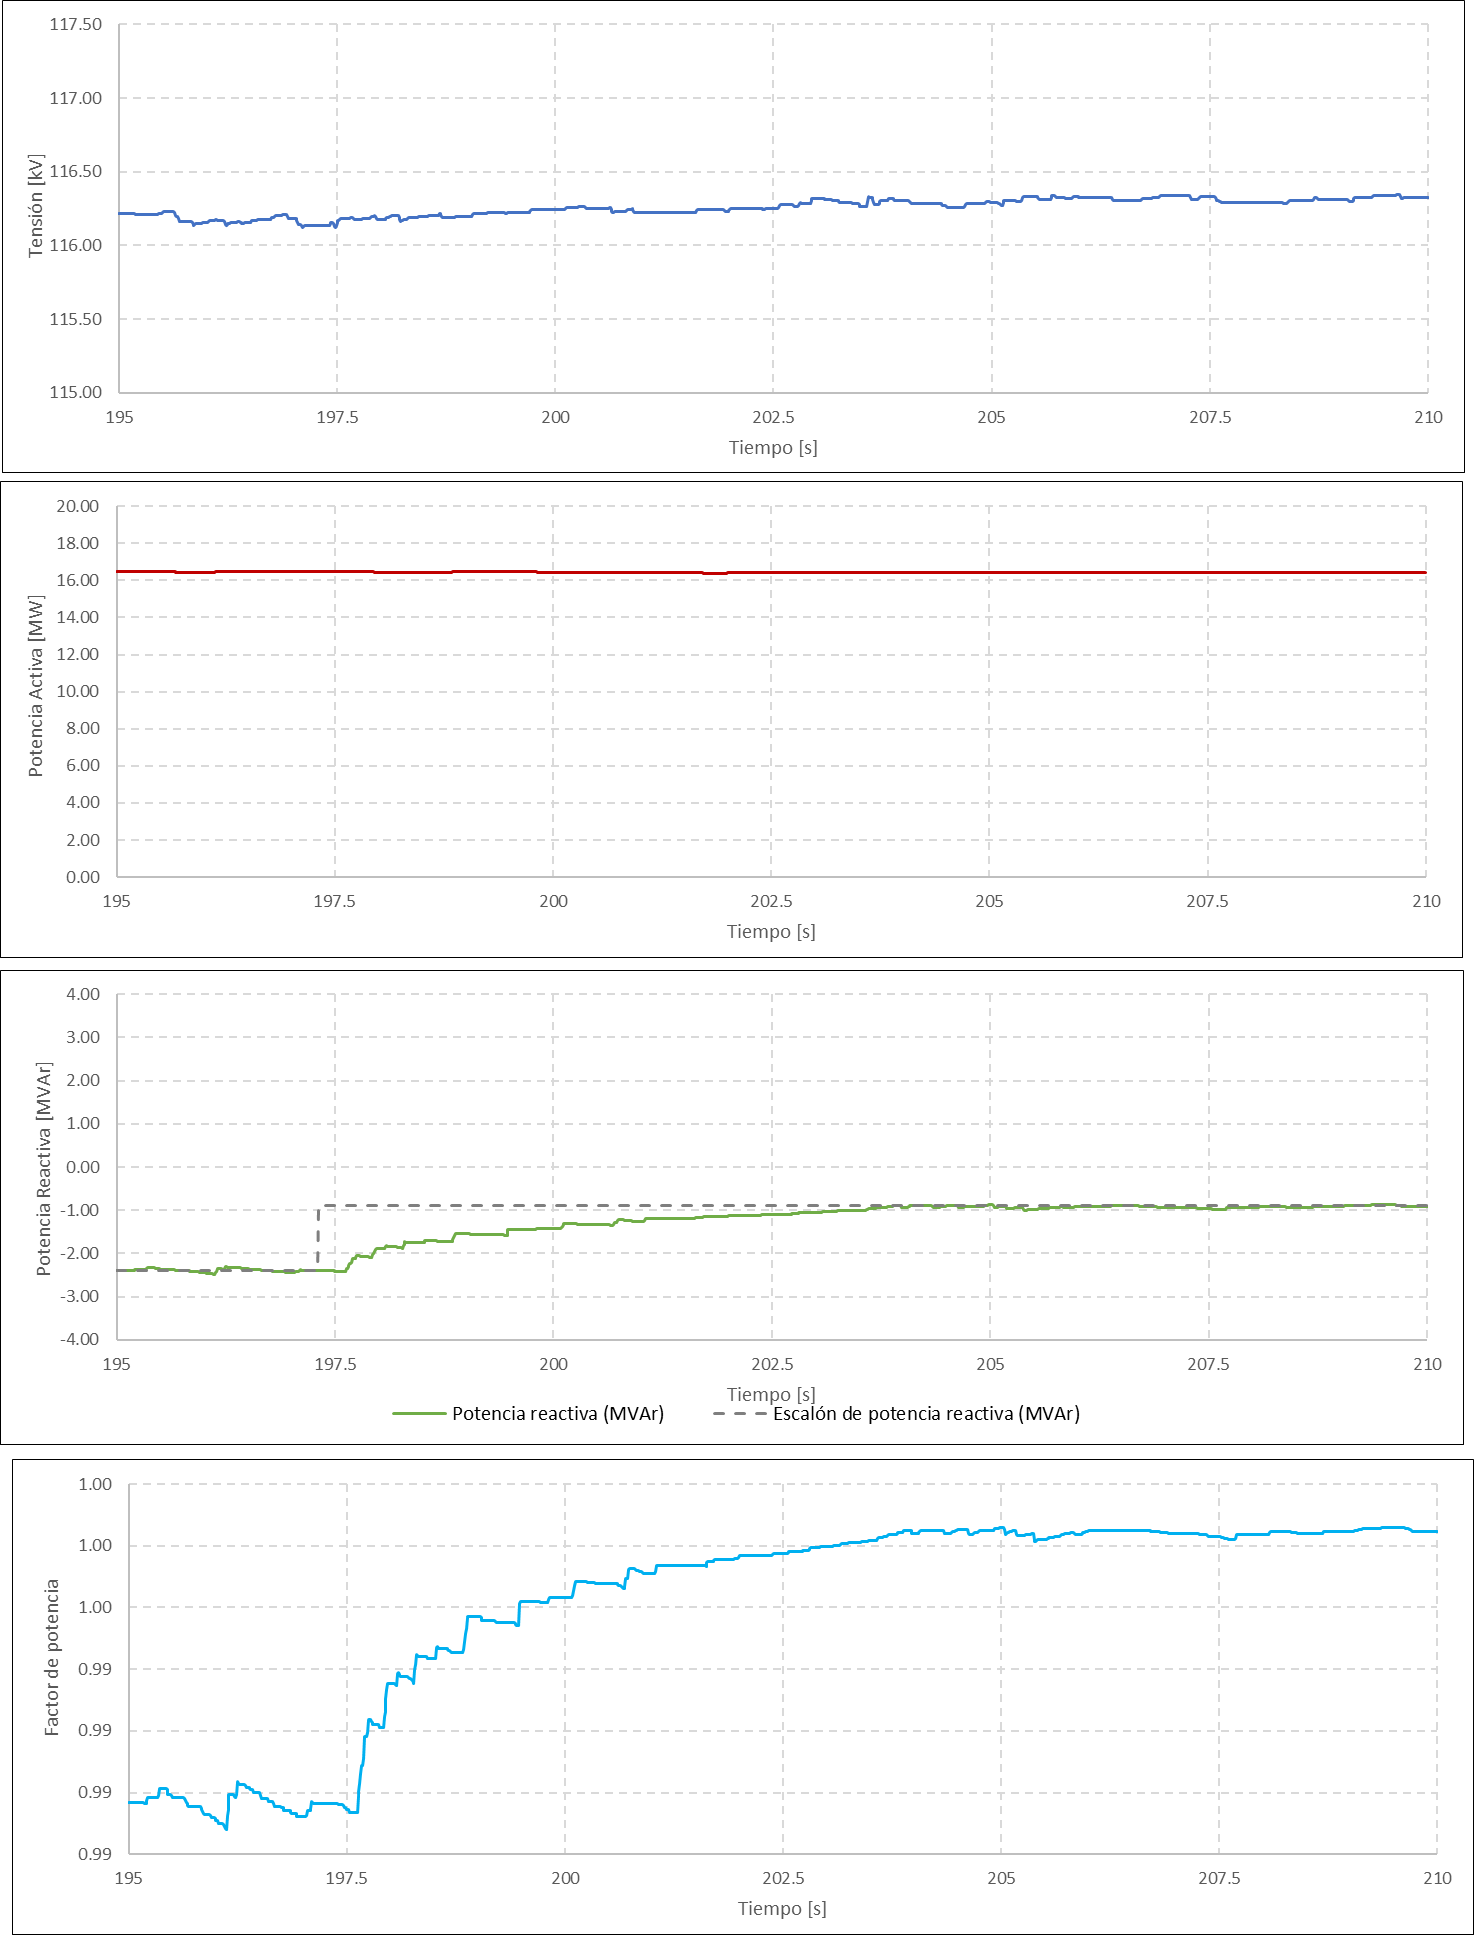 117.50
117.00
116.50
116.00
115.50
115.00
Tensión [kV]
195 197.5 200 202.5 205 207.5 210
Tiempo [s]
20.00
18.00
16.00
14.00
12.00
10.00
8.00
6.00
4.00
2.00
0.00
Potencia Activa [MW]
195 197.5 200 202.5 205 207.5 210
Tiempo [s]
4.00
3.00
2.00
1.00
0.00
-1.00
-2.00
-3.00
-4.00
Potencia Reactiva [MVAr]
195 197.5 200 202.5 205 207.5 210
Tiempo [s]
Potencia reactiva (MVAr) Escalón de potencia reactiva (MVAr)
1.00
1.00
1.00
0.99
0.99
0.99
0.99
Factor de potencia
195 197.5 200 202.5 205 207.5 210
Tiempo [s]